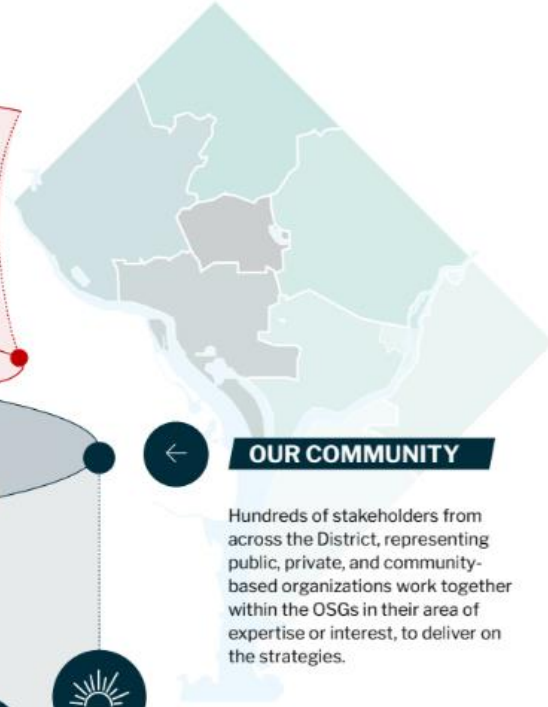 OUR COMMUNITY
Hundreds of stakeholders from
across the District, representing
public, private, and community-
based organizations work together
within the OSGs in their area of
expertise or interest, to deliver on
the strategies.